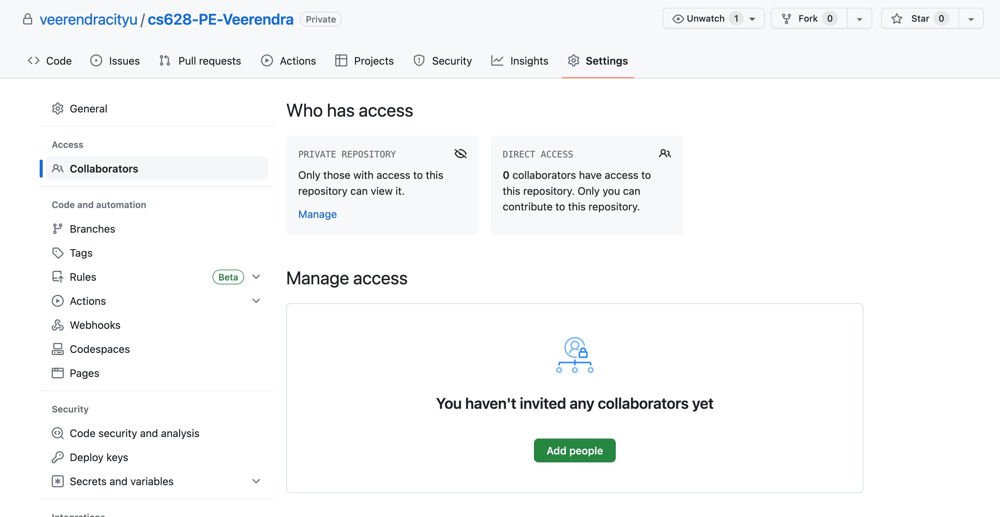 veerendracityu / cs628-PE-Veerendra Private Unwatch 1 Fork 0 Star 0
Code Issues Pull requests Actions Projects Security Insights Settings
General
Access
Collaborators
Code and automation
Branches
Tags
Rules Beta
Actions
Webhooks
Codespaces
Pages
Security
Code security and analysis
Deploy keys
Secrets and variables
Integrations
Who has access
PRIVATE REPOSITORY
Only those with access to this
repository can view it.
Manage
DIRECT ACCESS
0 collaborators have access to
this repository. Only you can
contribute to this repository.
Manage access
You haven't invited any collaborators yet
Add people